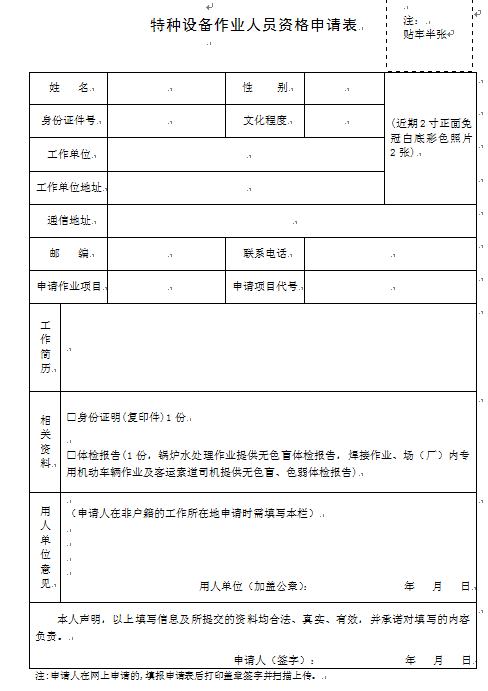 特种设备作业人员资格申请表
注：
贴牢半张
姓 名
性 别
(近期2寸正面免
冠白底彩色照片
2张)
身份证件号
文化程度
工作单位
工作单位地址
通信地址
邮 编
联系电话
申请作业项目
申请项目代号
工
作
简
历
相
关
资
料
□身份证明(复印件)1份
□体检报告(1份，锅炉水处理作业提供无色盲体检报告，焊接作业、场（厂）内专
用机动车辆作业及客运索道司机提供无色盲、色弱体检报告)
用
人
单
位
意
见
（申请人在非户籍的工作所在地申请时需填写本栏）
用人单位（加盖公章）： 年 月 日
本人声明，以上填写信息及所提交的资料均合法、真实、有效，并承诺对填写的内容
负责。
申请人（签字）： 年 月 日
注:申请人在网上申请的,填报申请表后打印盖章签字并扫描上传。